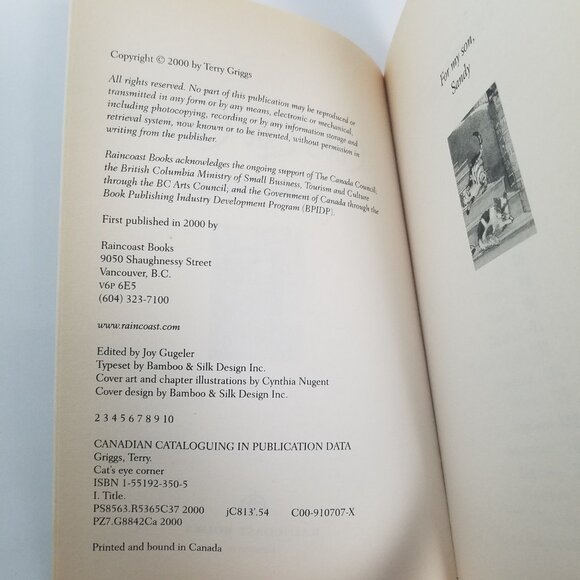 Copyright © 2000 by Terry Griggs
All rights reserved. No part of this publication may be reproduced or
transmitted in any form or by any means, electronic or mechanical,
including photocopying, recording or by any information storage and
retrieval system, now known or to be invented, without permission in
writing from the publisher.
Raincoast Books acknowledges the ongoing support of The Canada Council;
the British Columbia Ministry of Small Business, Tourism and Culture
through the BC Arts Council; and the Government of Canada through the
Book Publishing Industry Development Program (BPIDP).
First published in 2000 by
Raincoast Books
9050 Shaughnessy Street
Vancouver, B.C.
V6P 6E5
(604) 323-7100
www.raincoast.com
Edited by Joy Gugeler
Typeset by Bamboo & Silk Design Inc.
Cover art and chapter illustrations by Cynthia Nugent
Cover design by Bamboo & Silk Design Inc.
2 3 4 5 6 7 8 9 10
CANADIAN CATALOGUING IN PUBLICATION DATA
Griggs, Terry.
Cat's eye corner
ISBN 1-55192-350-5
I. Title.
PS8563.R5365C37 2000 jC813'.54 C00-910707-X
PZ7.G8842Ca 2000
Printed and bound in Canada
For my son,
Sandy